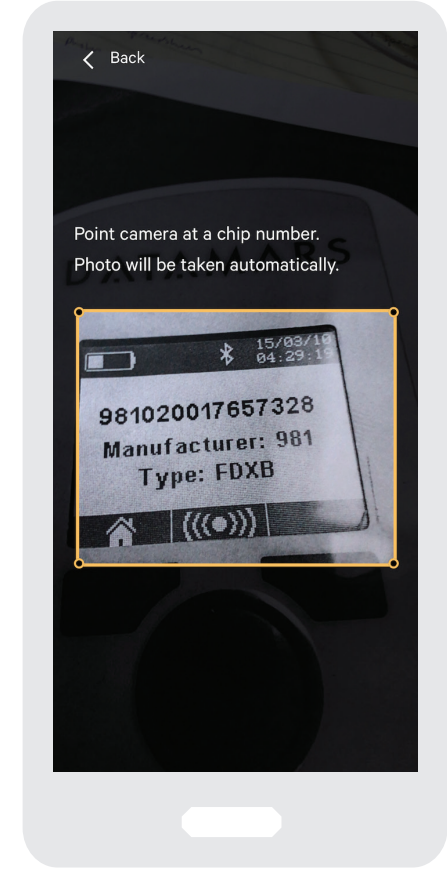 Back
Point camera at a chip number.
Photo will be taken automatically.
DATAMARS
15/03/10
04:29:19
981020017657328
Manufacturer: 981
Type: FDXB